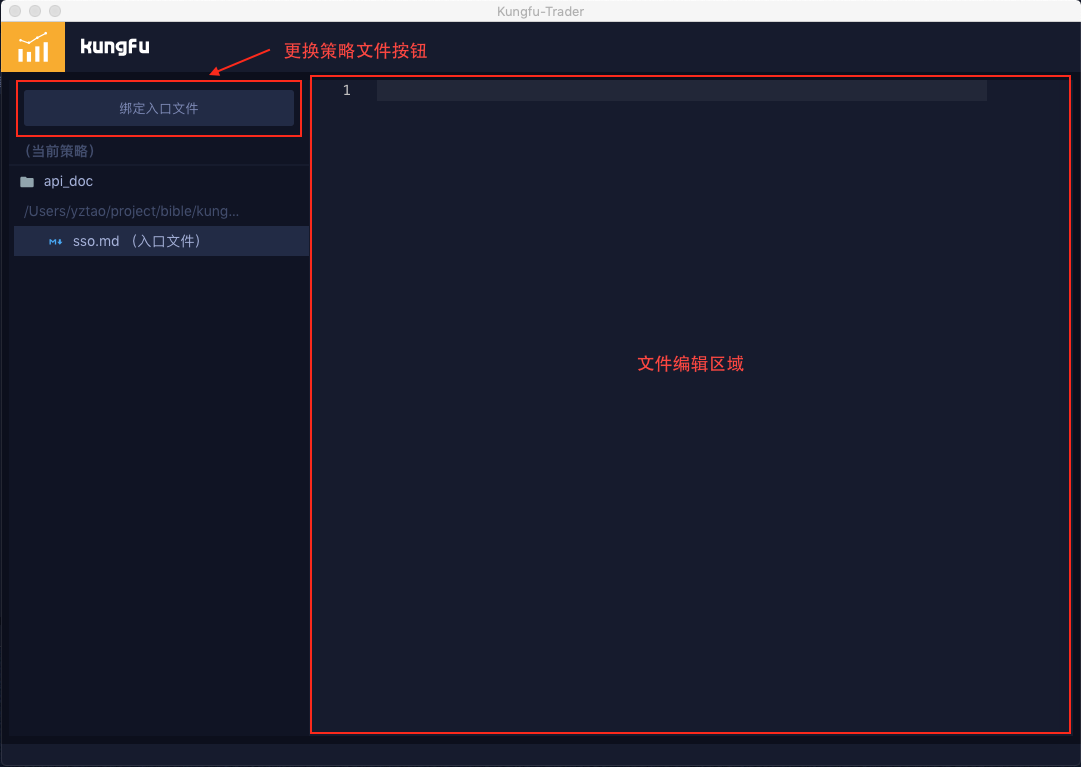 Kungfu-Trader
kungfu
更换策略文件按钮
绑定入口文件
1
(当前策略)
api_doc
/Users/yztao/project/bible/kung...
M↓ sso.md (入口文件)
文件编辑区域